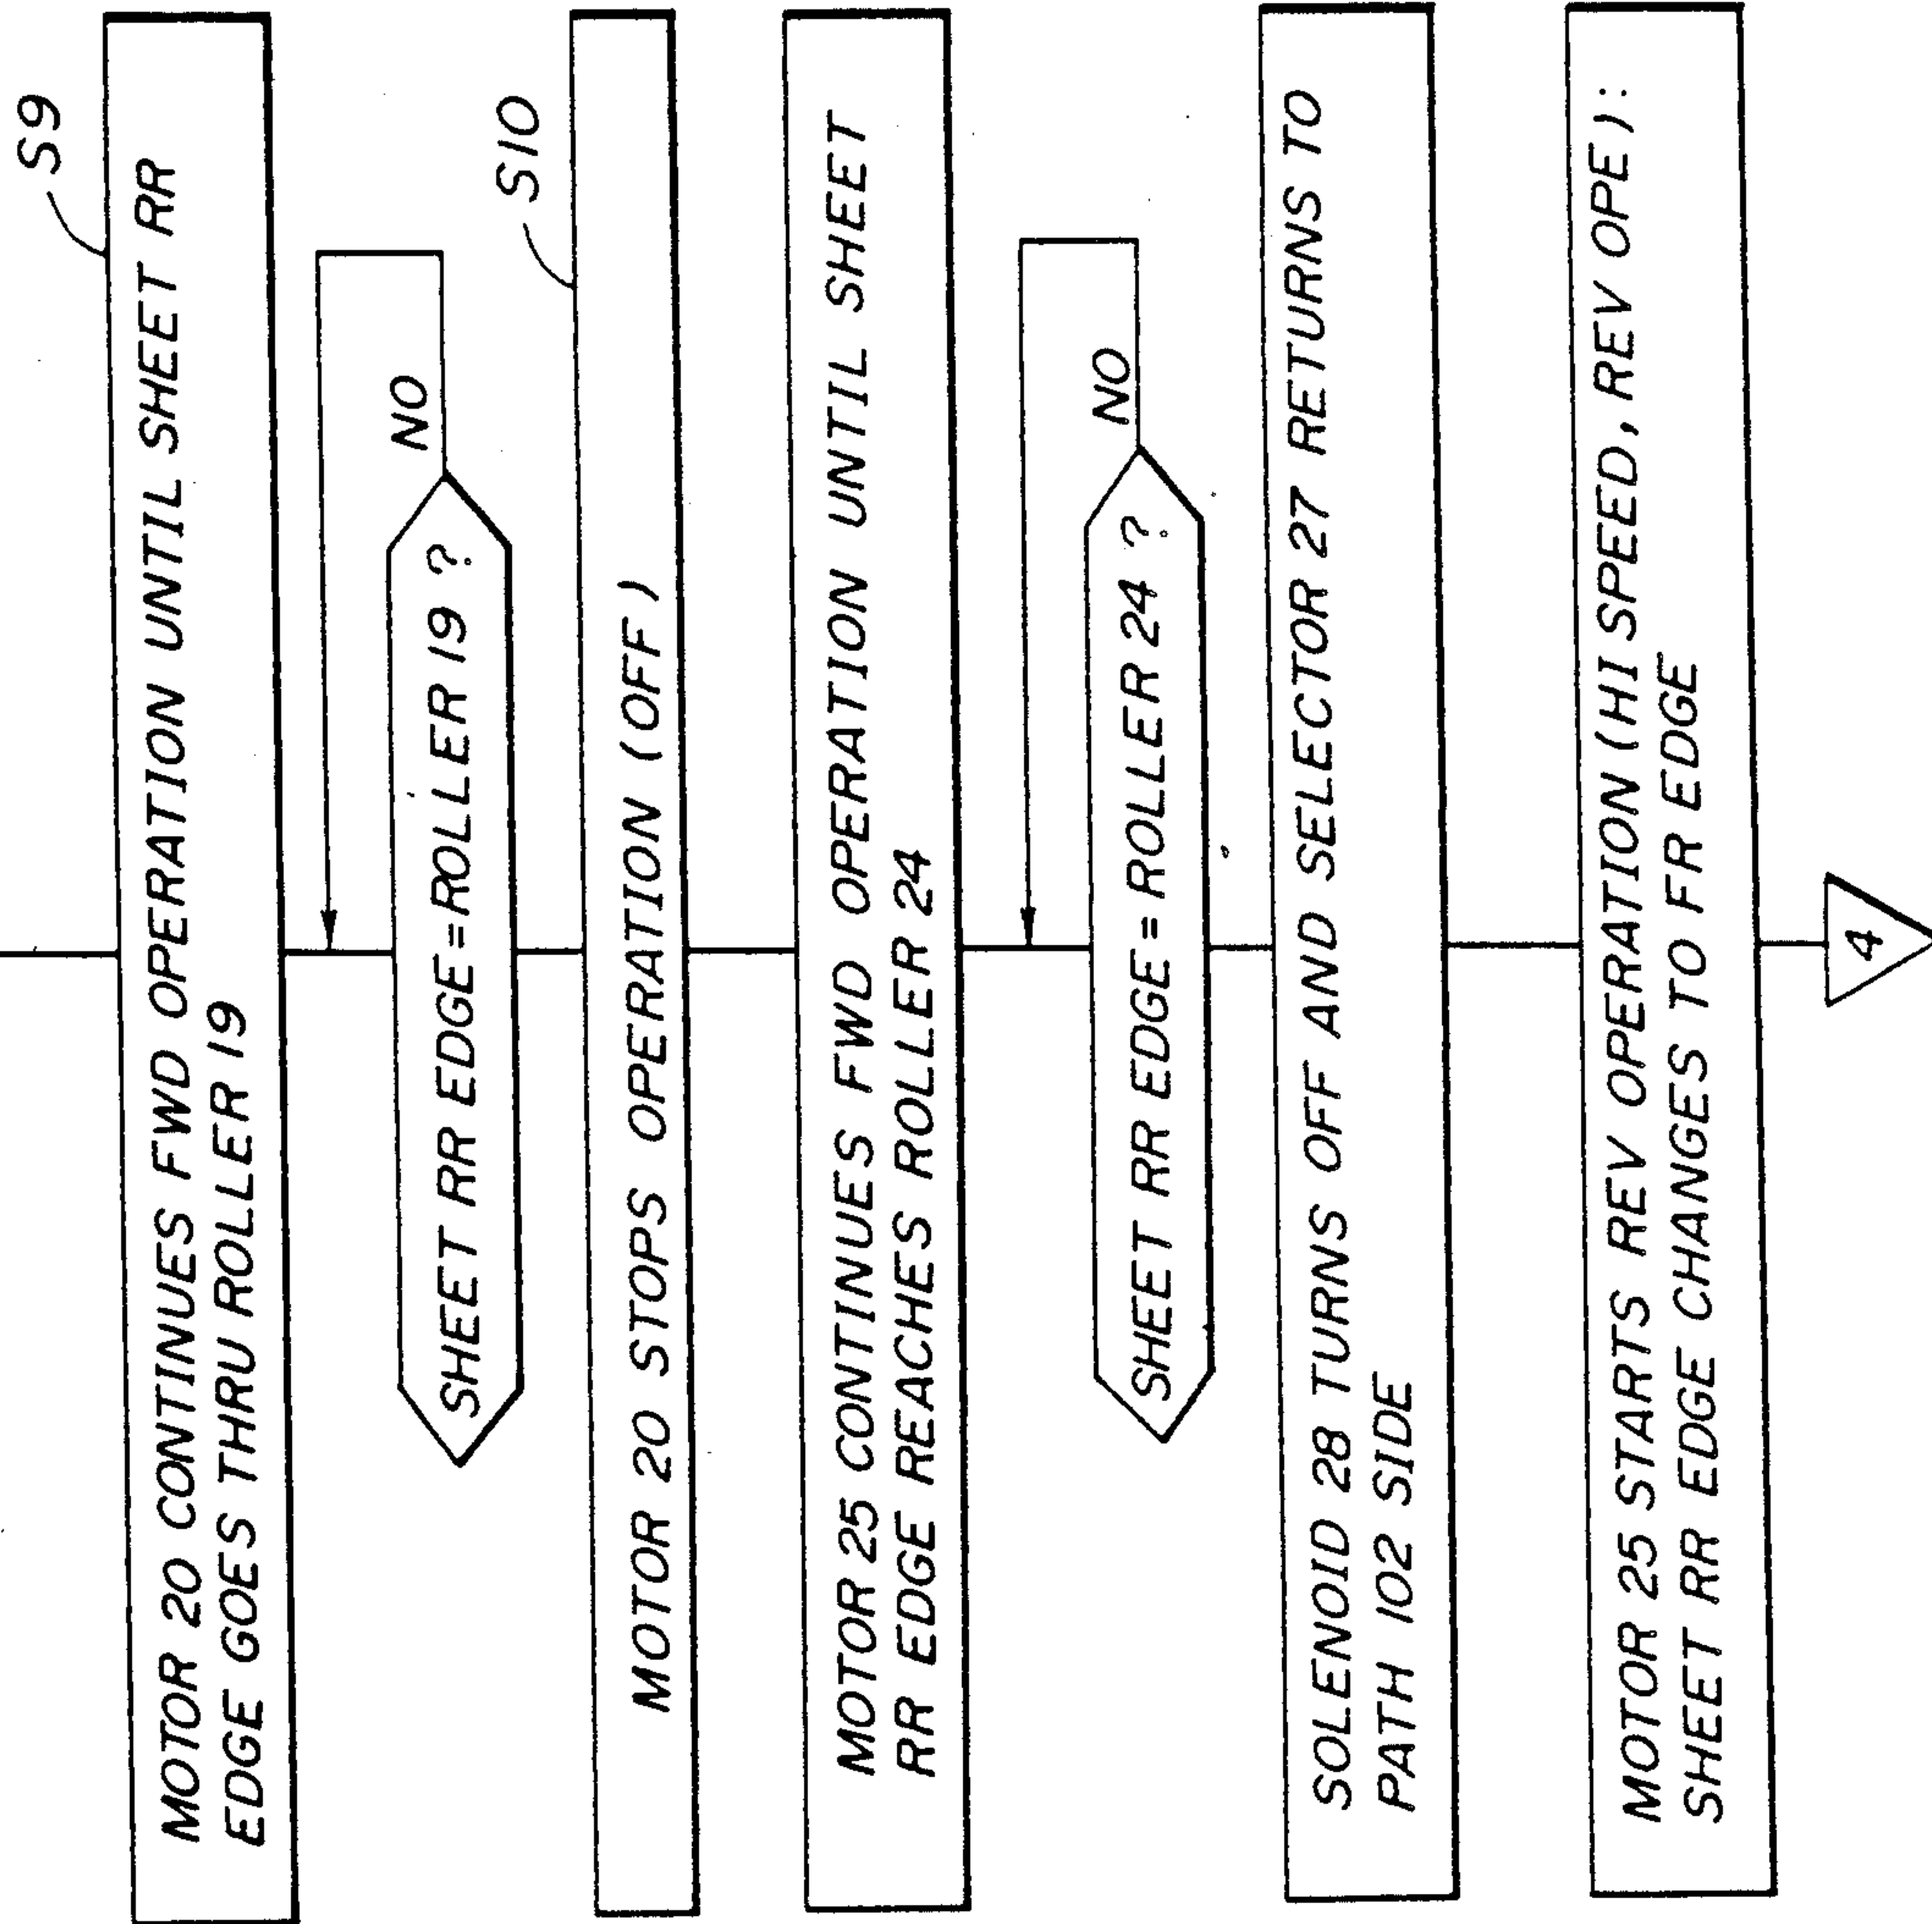 S9
MOTOR 20 CONTINUES FWD OPERATION UNTIL SHEET RR
EDGE GOES THRU ROLLER 19
SHEET RR EDGE=ROLLER 19 ?
NO
S10
MOTOR 20 STOPS OPERATION (OFF)
MOTOR 25 CONTINUES FWD OPERATION UNTIL SHEET
RR EDGE REACHES ROLLER 24
SHEET RR EDGE=ROLLER 24 ?
NO
SOLENOID 28 TURNS OFF AND SELECTOR 27 RETURNS TO
PATH 102 SIDE
MOTOR 25 STARTS REV OPERATION (HI SPEED, REV OPE):
SHEET RR EDGE CHANGES TO FR EDGE
4